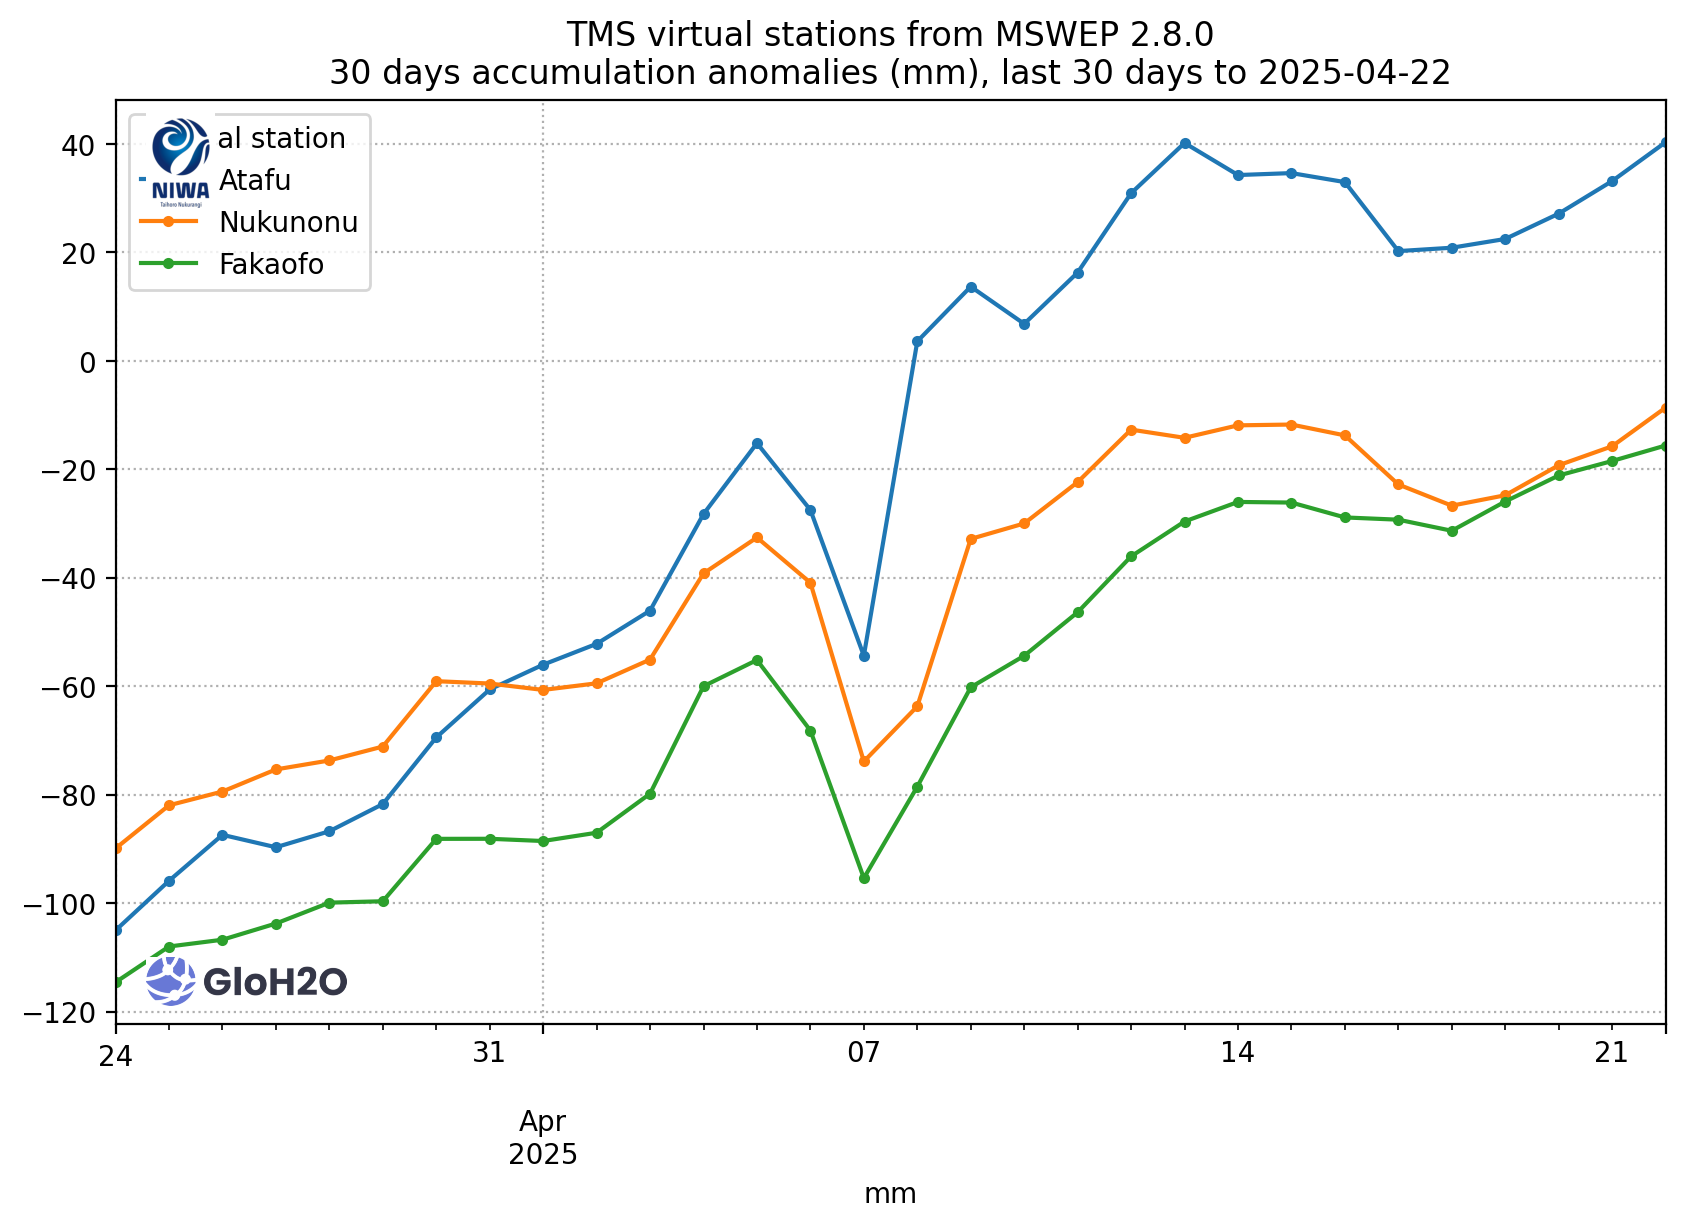 TMS virtual stations from MSWEP 2.8.0
30 days accumulation anomalies (mm), last 30 days to 2025-04-22
al station
Atafu
Nukunonu
Fakaofo
NIWA
Taihoro Nukurangi
40
20
0
−20
−40
−60
−80
−100
−120
GloH2O
24
31
07
14
21
Apr
2025
mm